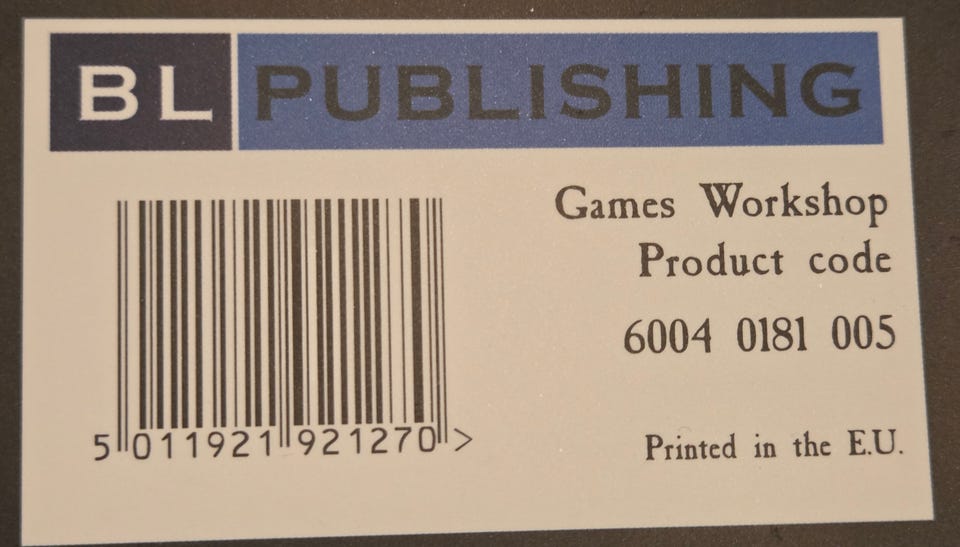 BL PUBLISHING
Games Workshop
Product code
6004 0181 005
5 011921 921270 >
Printed in the E.U.